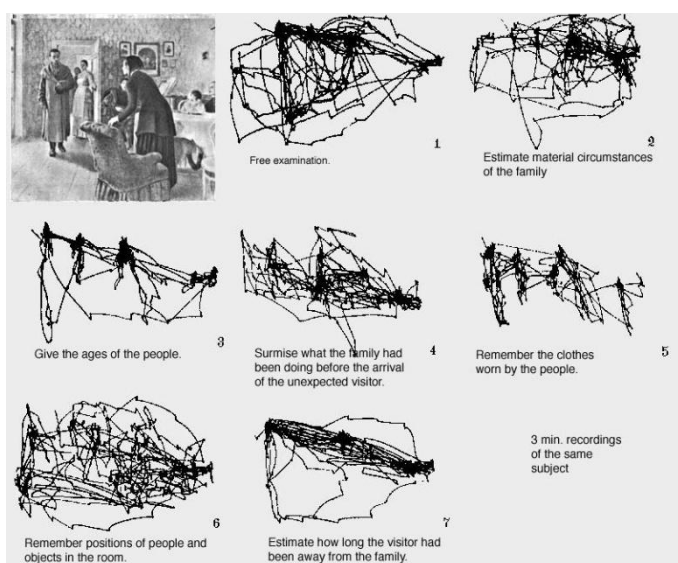 1
Free examination.
2
Estimate material circumstances
of the family
3
Give the ages of the people.
4
Surmise what the family had
been doing before the arrival
of the unexpected visitor.
5
Remember the clothes
worn by the people.
6
Remember positions of people and
objects in the room.
7
Estimate how long the visitor had
been away from the family.
3 min. recordings
of the same
subject